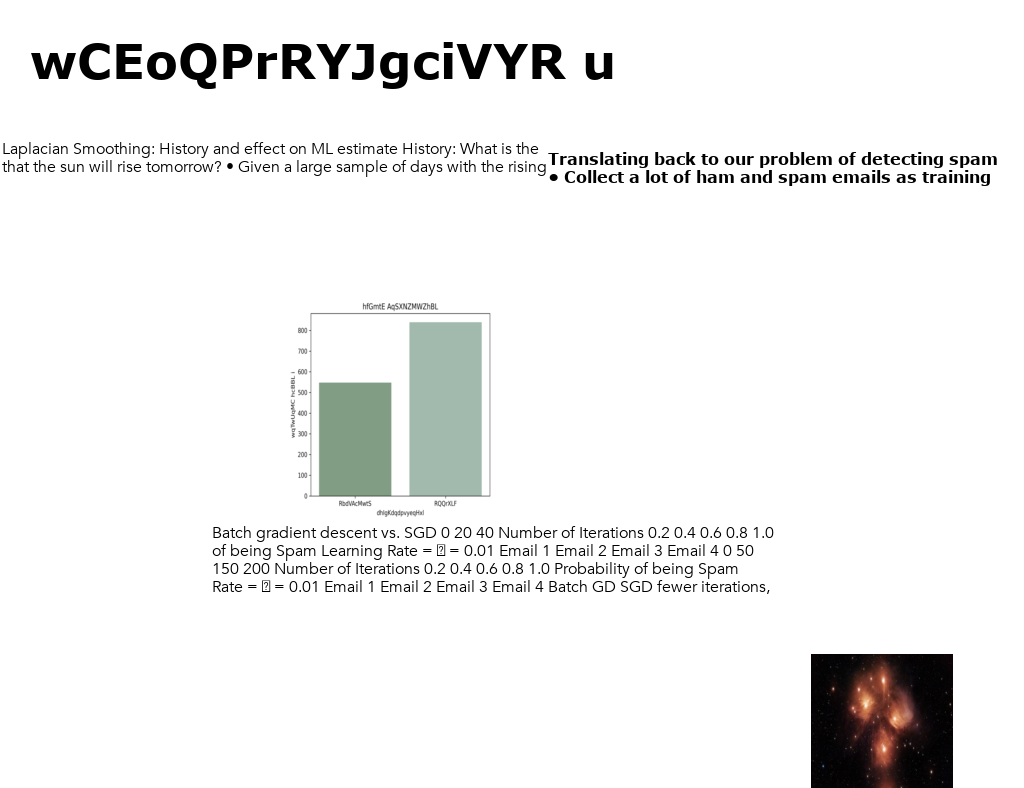 wCEoQPrRYJgciVYR u
Laplacian Smoothing: History and effect on ML estimate History: What is the
that the sun will rise tomorrow? • Given a large sample of days with the rising
Translating back to our problem of detecting spam
• Collect a lot of ham and spam emails as training
hfGmtE AqSXNZMWZhBL
800
700
600
500
400
300
200
100
0
wqTwUqMC hcBBL i
RbdVAcMwtS RQQrXLF
dhIgKdqdpvyeqHxl
Batch gradient descent vs. SGD 0 20 40 Number of Iterations 0.2 0.4 0.6 0.8 1.0
of being Spam Learning Rate = = 0.01 Email 1 Email 2 Email 3 Email 4 0 50
150 200 Number of Iterations 0.2 0.4 0.6 0.8 1.0 Probability of being Spam
Rate = = 0.01 Email 1 Email 2 Email 3 Email 4 Batch GD SGD fewer iterations,